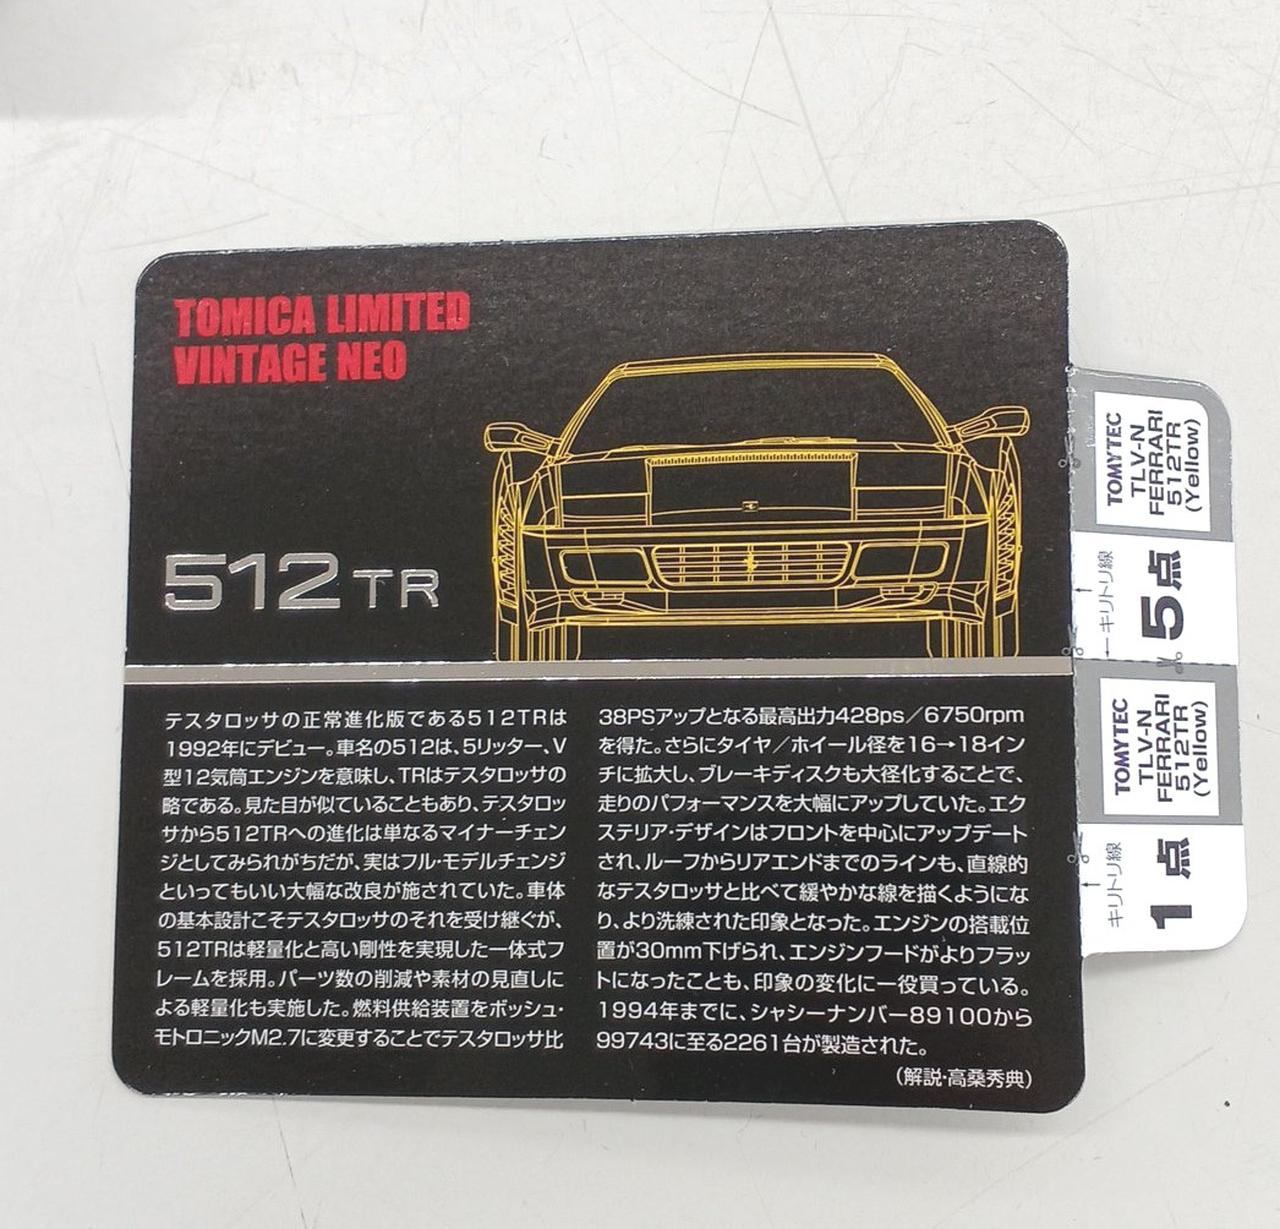 TOMICA LIMITED
VINTAGE NEO
512 TR
テスタロッサの正常進化版である512TRは
1992年にデビュー。車名の512は、5リッター、V
型12気筒エンジンを意味し、TRはテスタロッサの
略である。見た目が似ていることもあり、テスタロッ
サから512TRへの進化は単なるマイナーチェン
ジとしてみられがちだが、実はフル・モデルチェンジ
といってもいい大幅な改良が施されていた。車体
の基本設計こそテスタロッサのそれを受け継ぐが、
512TRは軽量化と高い剛性を実現した一体式フ
レームを採用。パーツ数の削減や素材の見直しに
よる軽量化も実施した。燃料供給装置をボッシュ・
モトロニックM2.7に変更することでテスタロッサ比
38PSアップとなる最高出力428ps／6750rpm
を得た。さらにタイヤ／ホイール径を16→18イン
チに拡大し、ブレーキディスクも大径化することで、
走りのパフォーマンスを大幅にアップしていた。エク
ステリア・デザインはフロントを中心にアップデート
され、ルーフからリアエンドまでのラインも、直線的
なテスタロッサと比べて緩やかな線を描くようにな
り、より洗練された印象となった。エンジンの搭載位
置が30mm下げられ、エンジンフードがよりフラッ
トになったことも、印象の変化に一役買っている。
1994年までに、シャシーナンバー89100から
99743に至る2261台が製造された。
（解説・高桑秀典）
TOMYTEC
TLV-N
FERRARI
512TR
(Yellow)
←キリトリ線→
5点
TOMYTEC
TLV-N
FERRARI
512TR
(Yellow)
キリトリ線→
1点